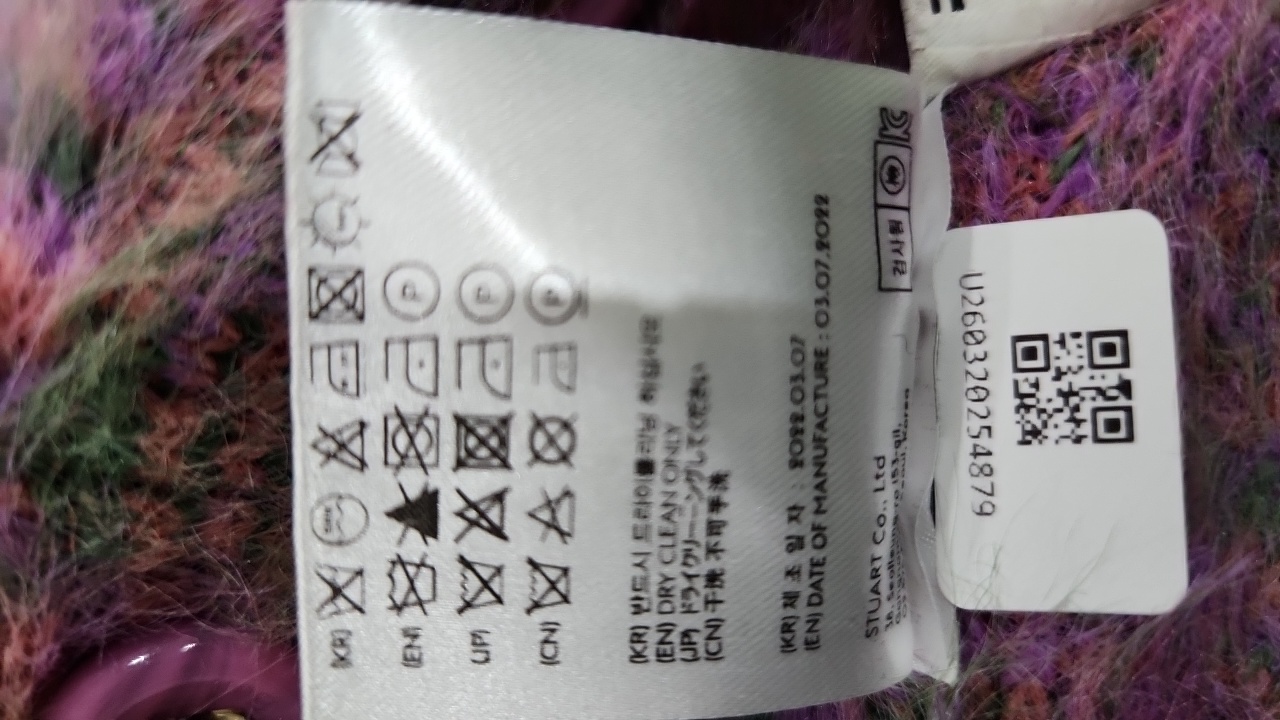 (KR)
(EN)
(JP)
(CN)
P
P
P
(KR) 반드시 드라이클리닝 하십시오
(EN) DRY CLEAN ONLY
(JP) ドライクリーニングしてください
(CN) 干洗 不可手洗
(KR) 제 조 일 자 : 2022.03.07
(EN) DATE OF MANUFACTURE : 03.07.2022
검사원
STUART Co., Ltd
U260320254879